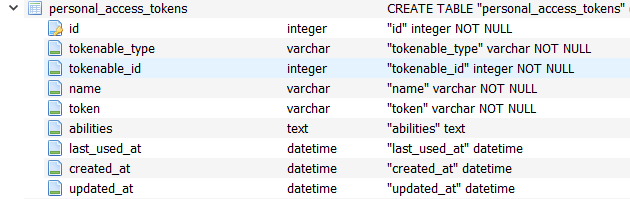 personal_access_tokens CREATE TABLE "personal_access_tokens" (
id integer "id" integer NOT NULL
tokenable_type varchar "tokenable_type" varchar NOT NULL
tokenable_id integer "tokenable_id" integer NOT NULL
name varchar "name" varchar NOT NULL
token varchar "token" varchar NOT NULL
abilities text "abilities" text
last_used_at datetime "last_used_at" datetime
created_at datetime "created_at" datetime
updated_at datetime "updated_at" datetime